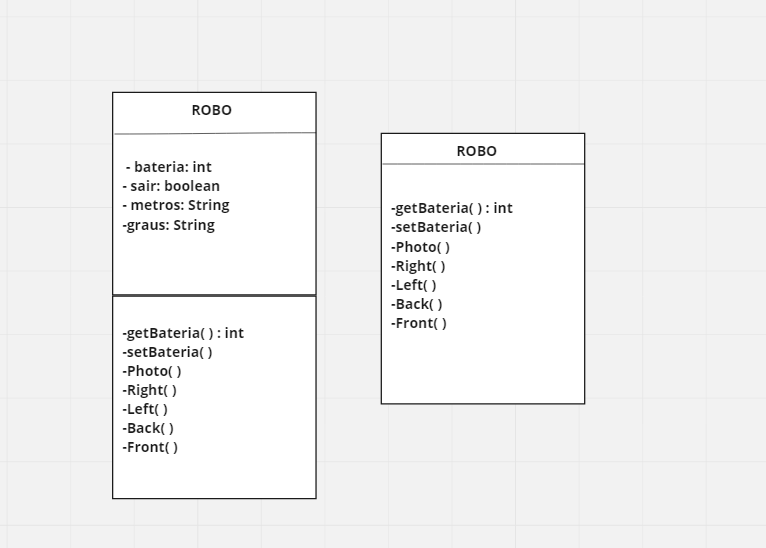 ROBO
- bateria: int
- sair: boolean
- metros: String
-graus: String
-getBateria( ) : int
-setBateria( )
-Photo( )
-Right( )
-Left( )
-Back( )
-Front( )
ROBO
-getBateria( ) : int
-setBateria( )
-Photo( )
-Right( )
-Left( )
-Back( )
-Front( )